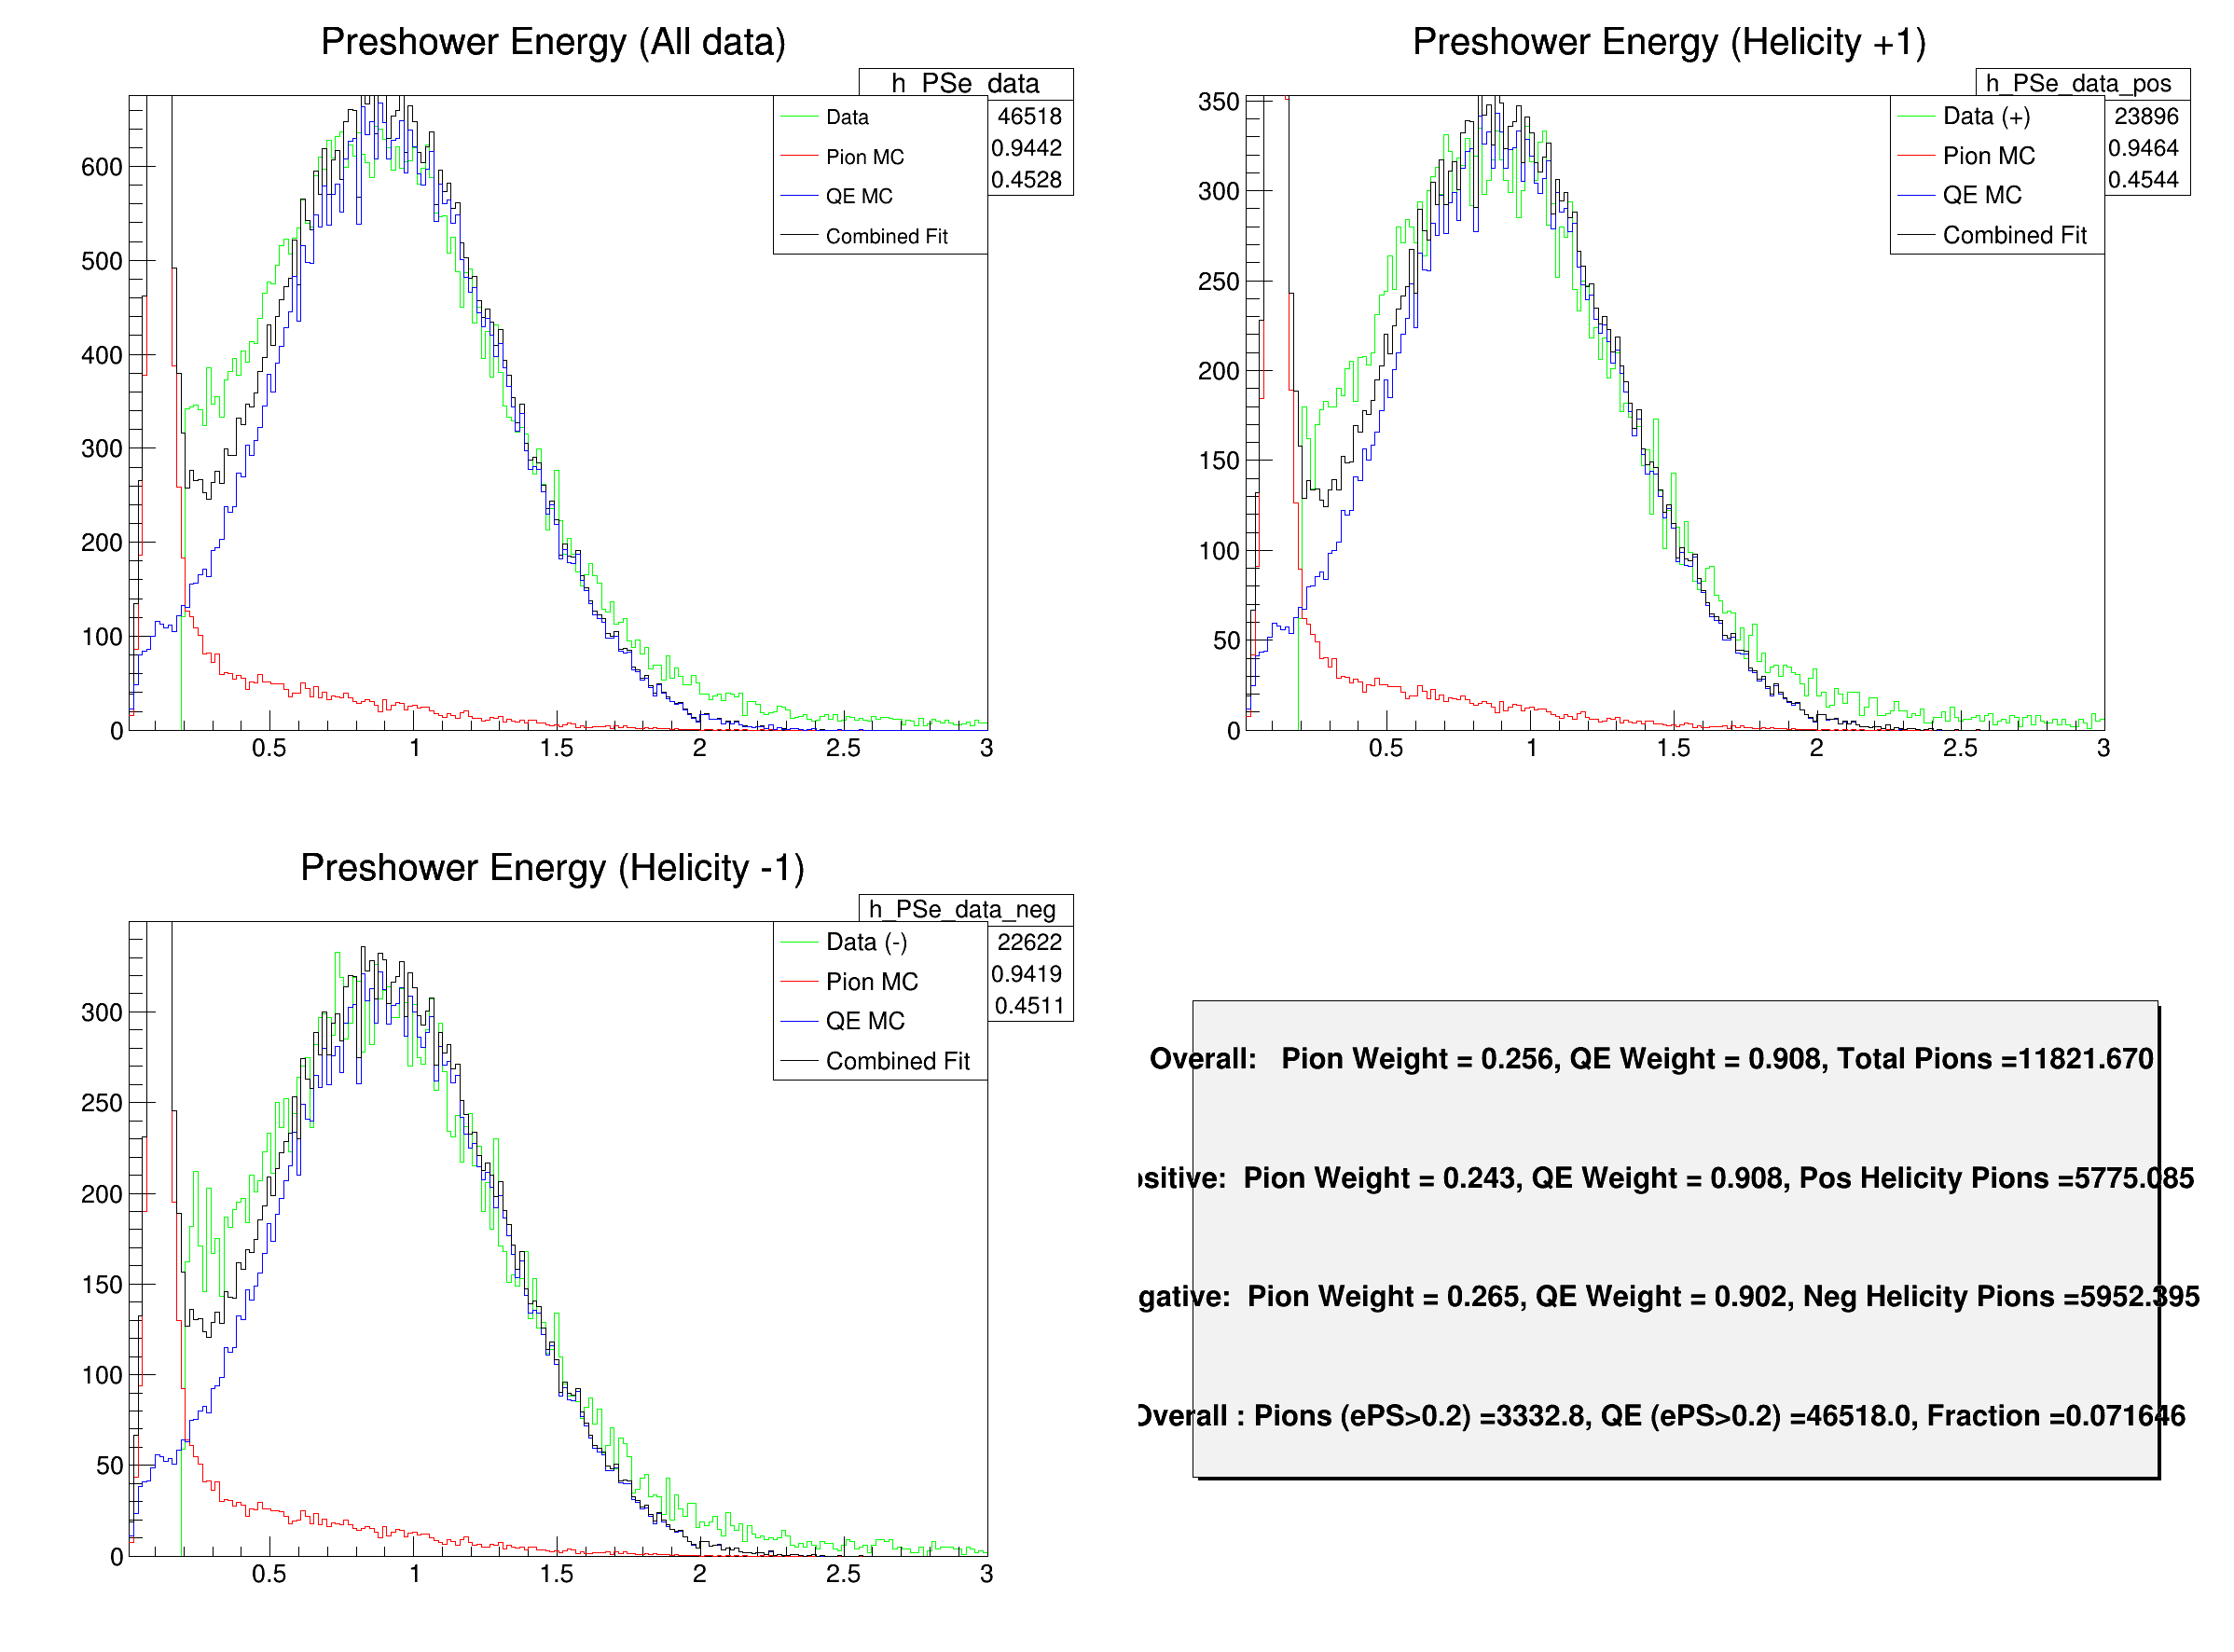 Preshower Energy (All data)
h_PSe_data
46518
0.9442
0.4528
Data
Pion MC
QE MC
Combined Fit
600
500
400
300
200
100
0
0.5
1
1.5
2
2.5
3
Preshower Energy (Helicity +1)
h_PSe_data_pos
23896
0.9464
0.4544
Data (+)
Pion MC
QE MC
Combined Fit
350
300
250
200
150
100
50
0
0.5
1
1.5
2
2.5
3
Preshower Energy (Helicity -1)
h_PSe_data_neg
22622
0.9419
0.4511
Data (-)
Pion MC
QE MC
Combined Fit
300
250
200
150
100
50
0
0.5
1
1.5
2
2.5
3
Overall: Pion Weight = 0.256, QE Weight = 0.908, Total Pions =11821.670
sitive: Pion Weight = 0.243, QE Weight = 0.908, Pos Helicity Pions =5775.085
gative: Pion Weight = 0.265, QE Weight = 0.902, Neg Helicity Pions =5952.395
Overall : Pions (ePS>0.2) =3332.8, QE (ePS>0.2) =46518.0, Fraction =0.071646